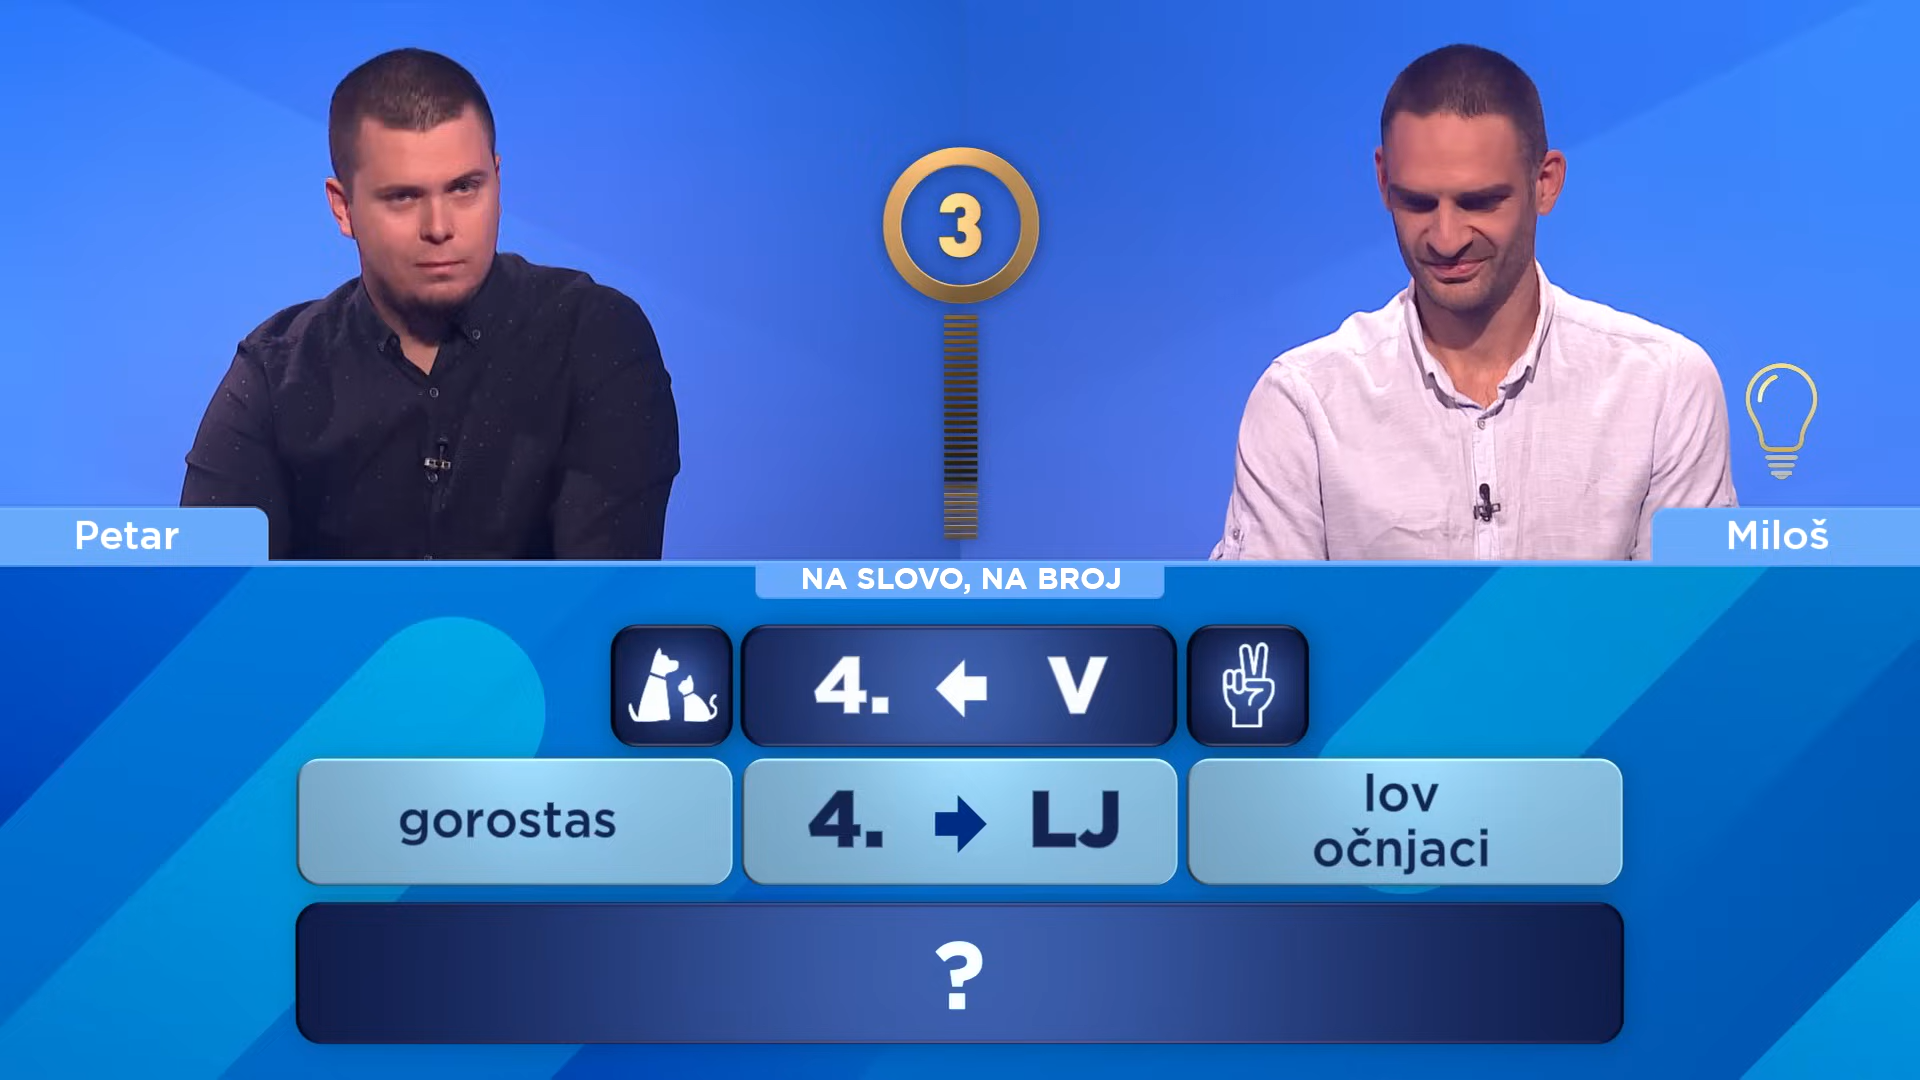 3
Petar
Miloš
NA SLOVO, NA BROJ
4. ← V
gorostas
4. → LJ
lov
očnjaci
?